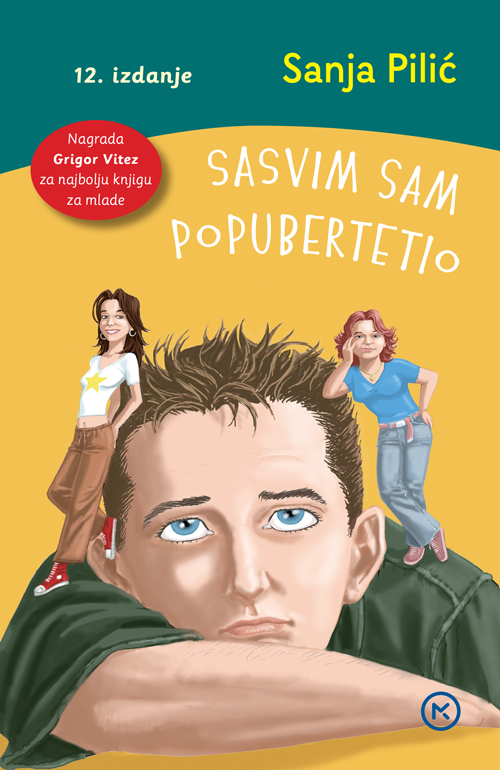 12. izdanje
Sanja Pilić
Nagrada
Grigor Vitez
za najbolju knjigu
za mlade
SASVIM SAM
PoPUBERTETIo